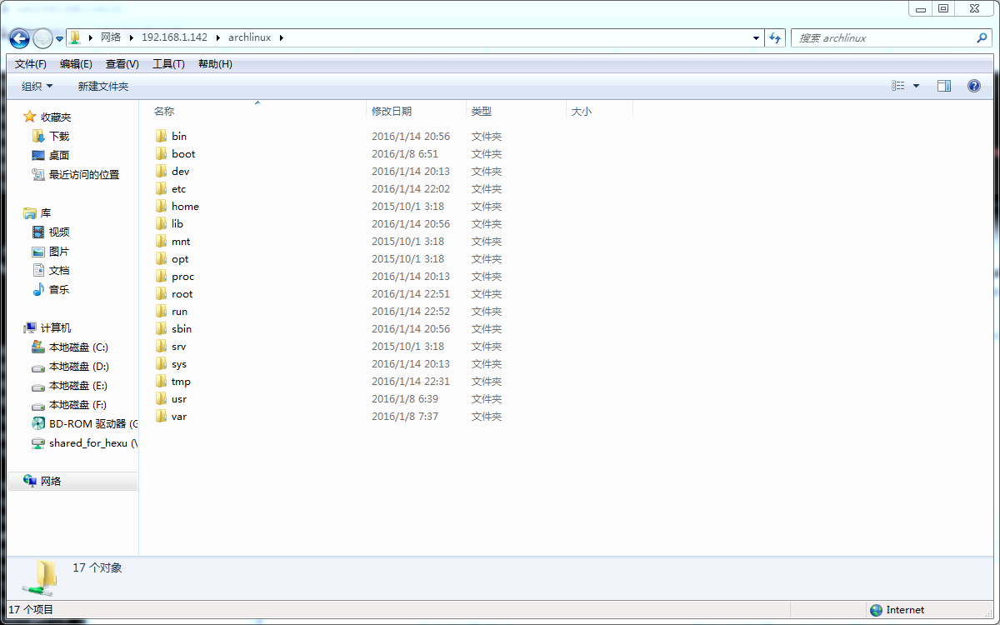 网络 192.168.1.142 archlinux
搜索 archlinux
文件(F) 编辑(E) 查看(V) 工具(T) 帮助(H)
组织 新建文件夹
收藏夹
下载
桌面
最近访问的位置
库
视频
图片
文档
音乐
计算机
本地磁盘 (C:)
本地磁盘 (D:)
本地磁盘 (E:)
本地磁盘 (F:)
BD-ROM 驱动器 (G
shared_for_hexu (\
网络
名称 修改日期 类型 大小
bin 2016/1/14 20:56 文件夹
boot 2016/1/8 6:51 文件夹
dev 2016/1/14 20:13 文件夹
etc 2016/1/14 22:02 文件夹
home 2015/10/1 3:18 文件夹
lib 2016/1/14 20:56 文件夹
mnt 2015/10/1 3:18 文件夹
opt 2015/10/1 3:18 文件夹
proc 2016/1/14 20:13 文件夹
root 2016/1/14 22:51 文件夹
run 2016/1/14 22:52 文件夹
sbin 2016/1/14 20:56 文件夹
srv 2015/10/1 3:18 文件夹
sys 2016/1/14 20:13 文件夹
tmp 2016/1/14 22:31 文件夹
usr 2016/1/8 6:39 文件夹
var 2016/1/8 7:37 文件夹
17 个对象
17 个项目
Internet